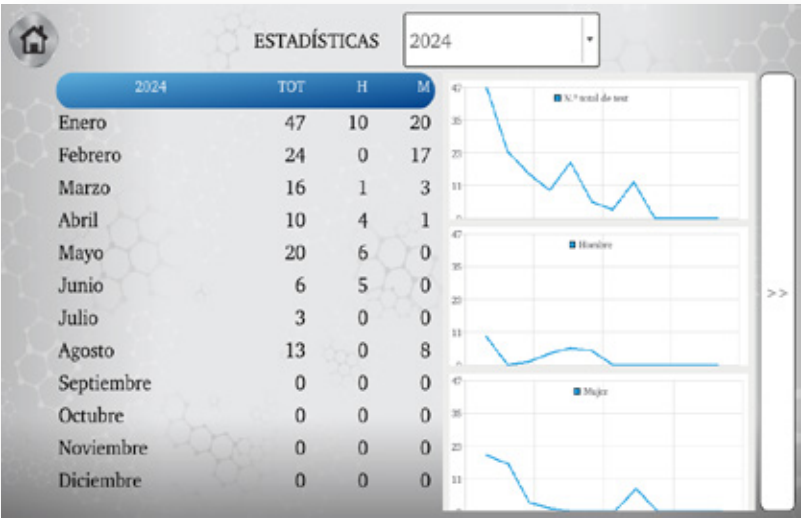 ESTADÍSTICAS 2024
2024 TOT H M
Enero 47 10 20
Febrero 24 0 17
Marzo 16 1 3
Abril 10 4 1
Mayo 20 6 0
Junio 6 5 0
Julio 3 0 0
Agosto 13 0 8
Septiembre 0 0 0
Octubre 0 0 0
Noviembre 0 0 0
Diciembre 0 0 0
47
N.º total de test
35
23
11
47
Hombre
35
23
11
47
Mujer
35
23
11
>>